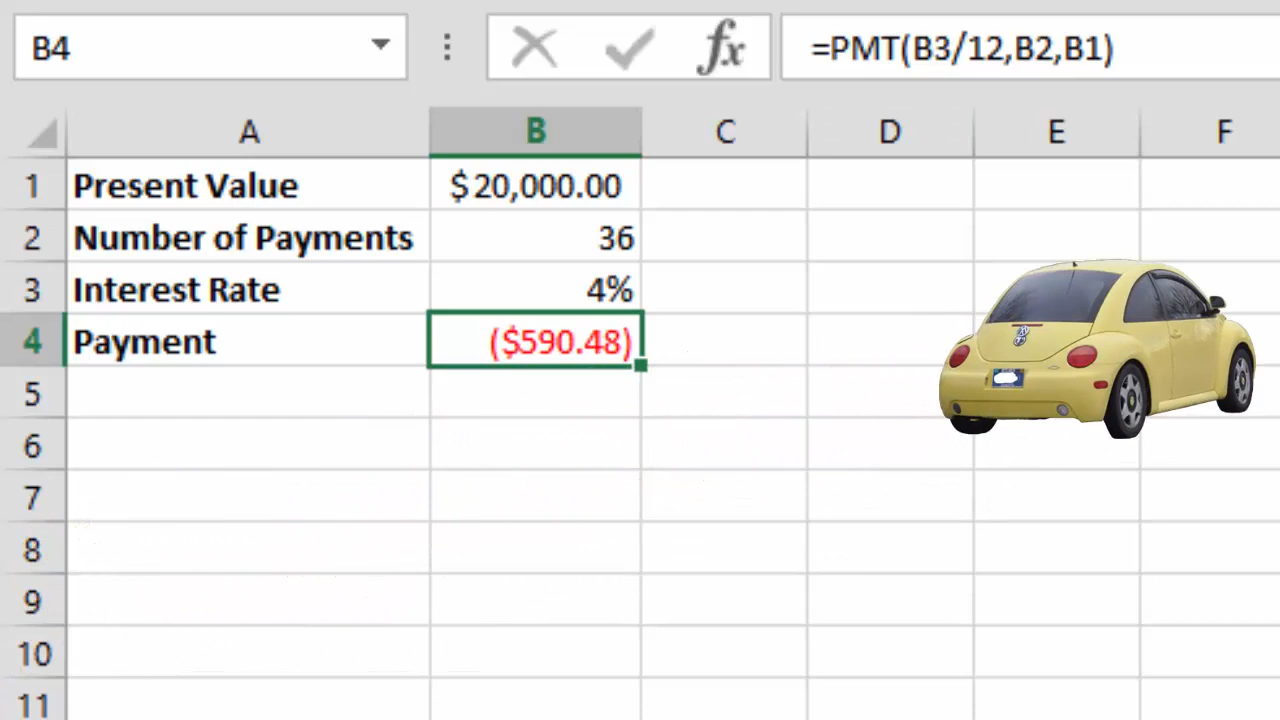 B4 fx =PMT(B3/12,B2,B1)
A B C D E F
1 Present Value $20,000.00
2 Number of Payments 36
3 Interest Rate 4%
4 Payment ($590.48)
5
6
7
8
9
10
11